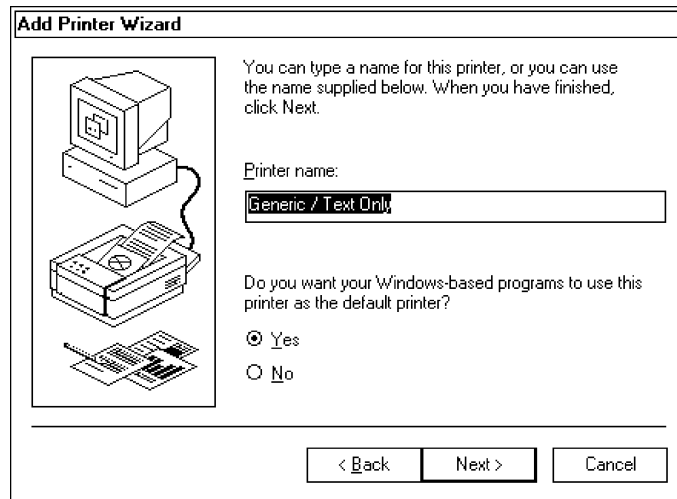 Add Printer Wizard
You can type a name for this printer, or you can use
the name supplied below. When you have finished,
click Next.
Printer name:
Generic / Text Only
Do you want your Windows-based programs to use this
printer as the default printer?
Yes
No
< Back
Next >
Cancel